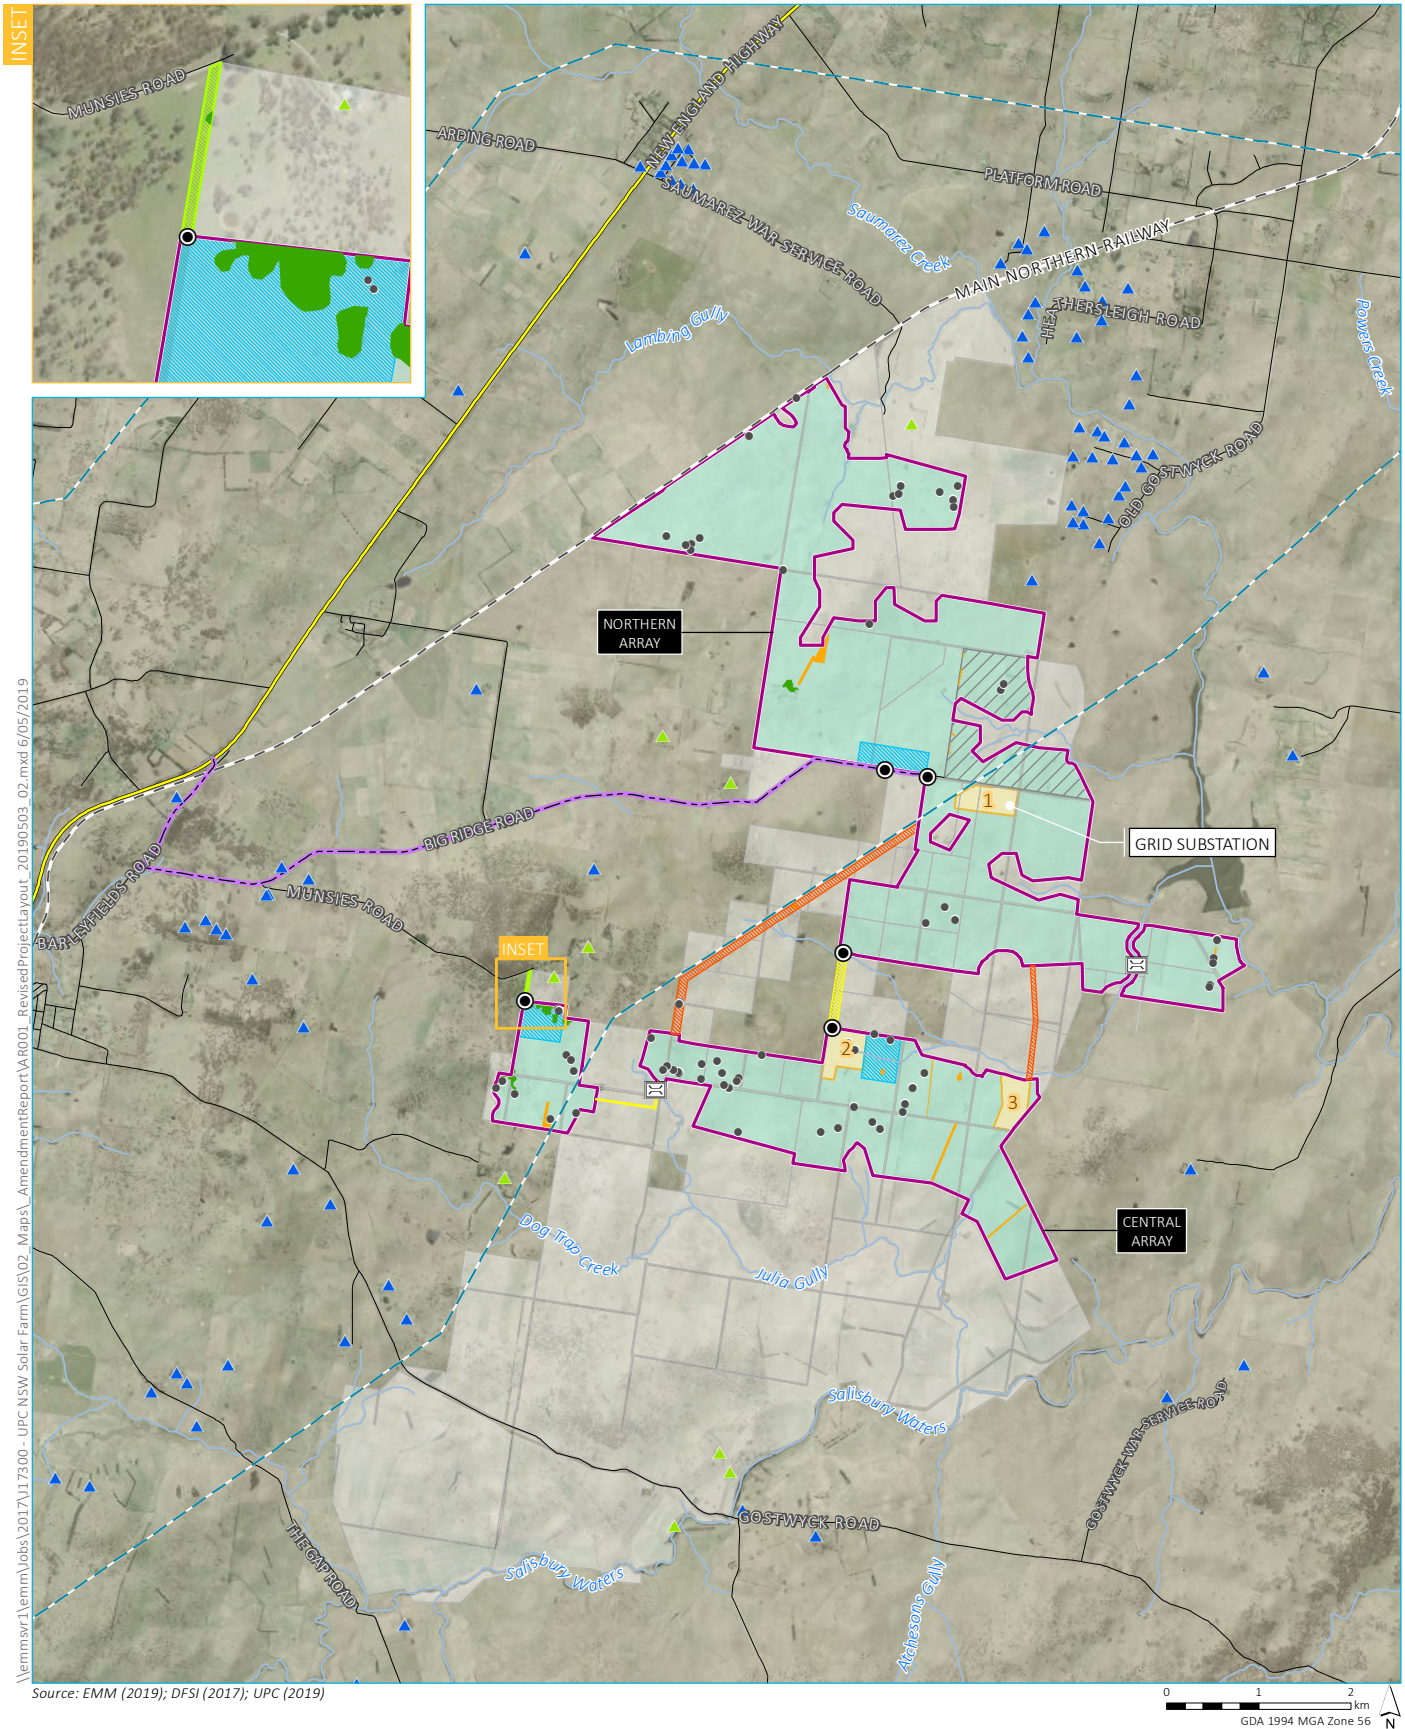 INSET
MUNSIES ROAD
NEW ENGLAND HIGHWAY
ARDING ROAD
PLATFORM ROAD
SAUMAREZ WAR SERVICE ROAD
Saumarez Creek
MAIN NORTHERN RAILWAY
HEATHERSLEIGH ROAD
Powers Creek
Lambing Gully
OLD GOSTWYCK ROAD
NORTHERN
ARRAY
1
GRID SUBSTATION
BIG RIDGE ROAD
BARLEYFIELDS ROAD
MUNSIES ROAD
INSET
2
3
CENTRAL
ARRAY
Dog Trap Creek
Julia Gully
Salisbury Waters
GOSTWYCK WAR SERVICE ROAD
GOSTWYCK ROAD
THE GAP ROAD
Salisbury Waters
Atchesons Gully
\\emmsvr1\emm\Jobs\2017\J17300 - UPC NSW Solar Farm\GIS\02_Maps\_AmendmentReport\AR001_RevisedProjectLayout_20190503_02.mxd 6/05/2019
Source: EMM (2019); DFSI (2017); UPC (2019)
0 1 2
km
GDA 1994 MGA Zone 56
N